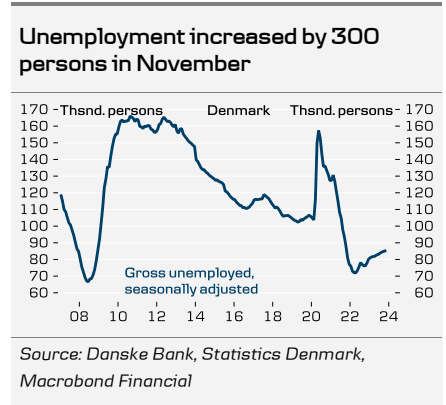 Unemployment increased by 300
persons in November
170 Thsnd. persons Denmark Thsnd. persons 170
160 160
150 150
140 140
130 130
120 120
110 110
100 100
90 90
80 80
70 70
60 60
Gross unemployed,
seasonally adjusted
08 10 12 14 16 18 20 22 24
Source: Danske Bank, Statistics Denmark,
Macrobond Financial